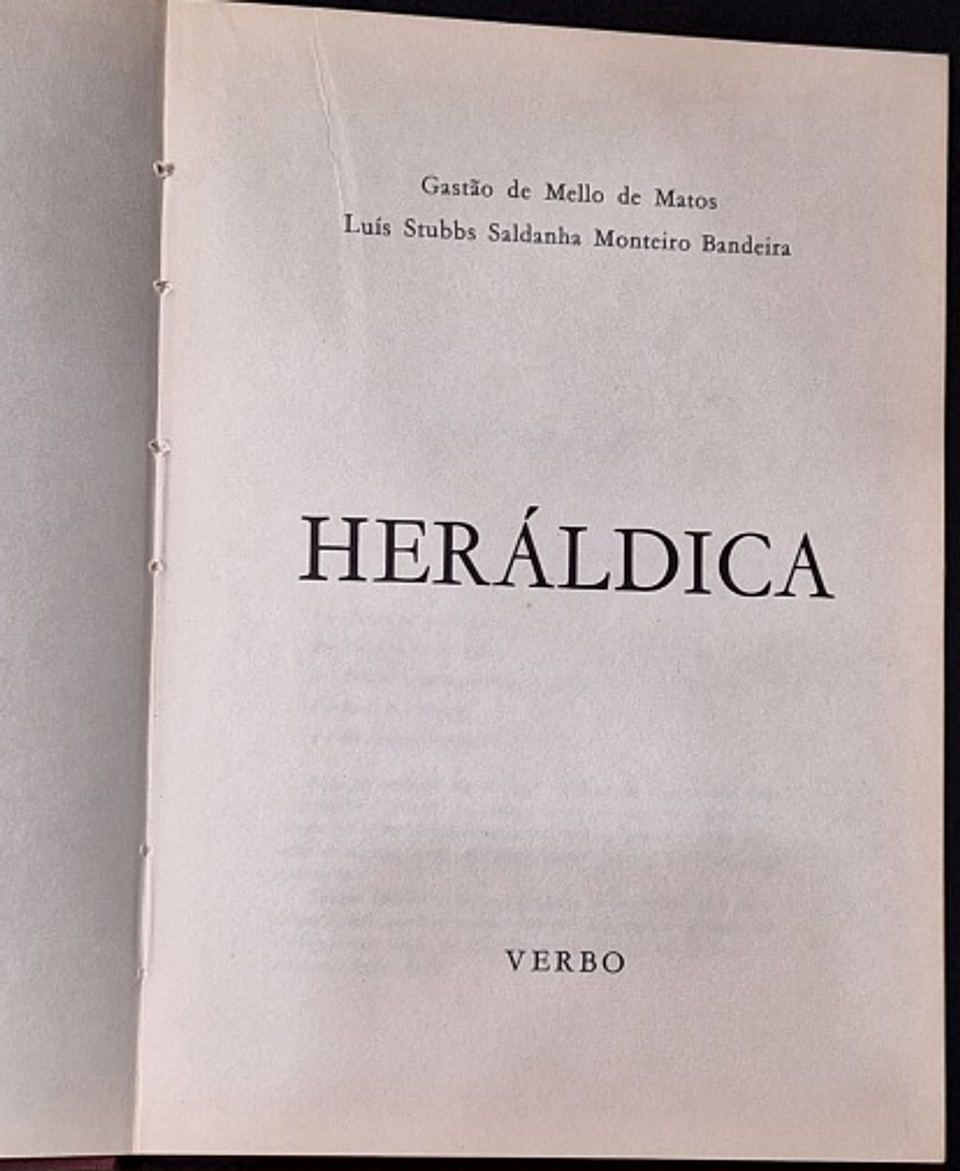 Gastão de Mello de Matos
Luís Stubbs Saldanha Monteiro Bandeira
HERÁLDICA
VERBO